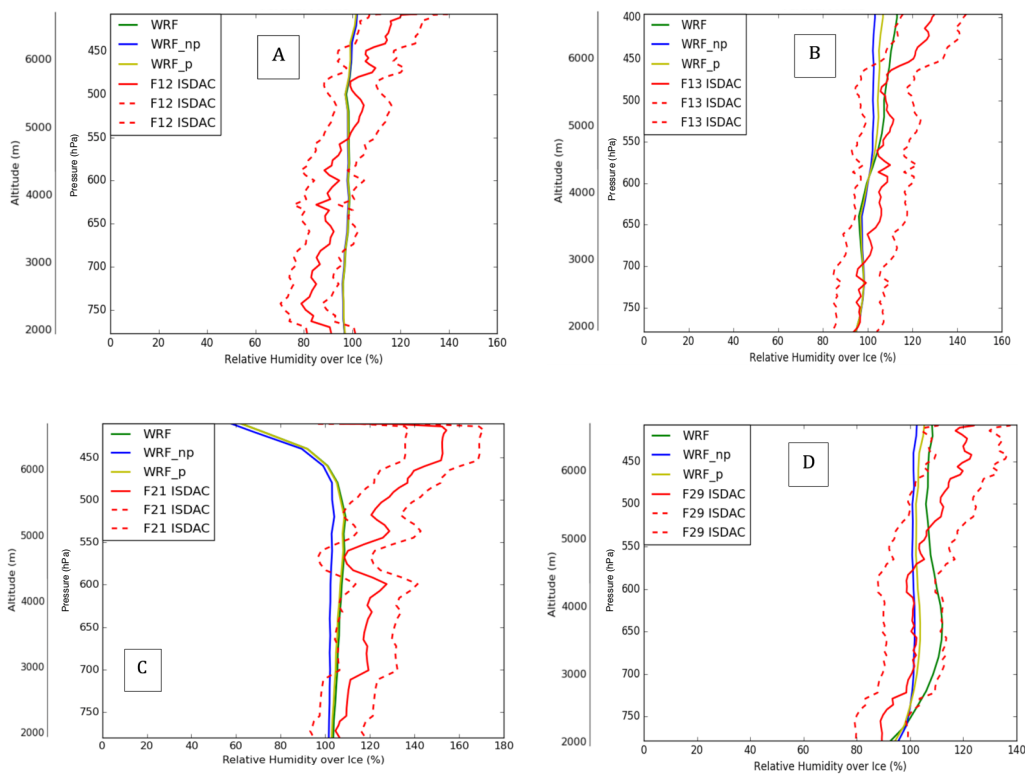 WRF
WRF_np
WRF_p
F12 ISDAC
F12 ISDAC
F12 ISDAC
A
Altitude (m)
6000
5000
4000
3000
2000
Pressure (hPa)
450
500
550
600
650
700
750
0 20 40 60 80 100 120 140 160
Relative Humidity over Ice (%)
WRF
WRF_np
WRF_p
F13 ISDAC
F13 ISDAC
F13 ISDAC
B
Altitude (m)
6000
5000
4000
3000
2000
Pressure (hPa)
400
450
500
550
600
650
700
750
0 20 40 60 80 100 120 140 160
Relative Humidity over Ice (%)
WRF
WRF_np
WRF_p
F21 ISDAC
F21 ISDAC
F21 ISDAC
C
Altitude (m)
6000
5000
4000
3000
2000
Pressure (hPa)
450
500
550
600
650
700
750
0 20 40 60 80 100 120 140 160 180
Relative Humidity over Ice (%)
WRF
WRF_np
WRF_p
F29 ISDAC
F29 ISDAC
F29 ISDAC
D
Altitude (m)
6000
5000
4000
3000
2000
Pressure (hPa)
450
500
550
600
650
700
750
0 20 40 60 80 100 120 140
Relative Humidity over Ice (%)